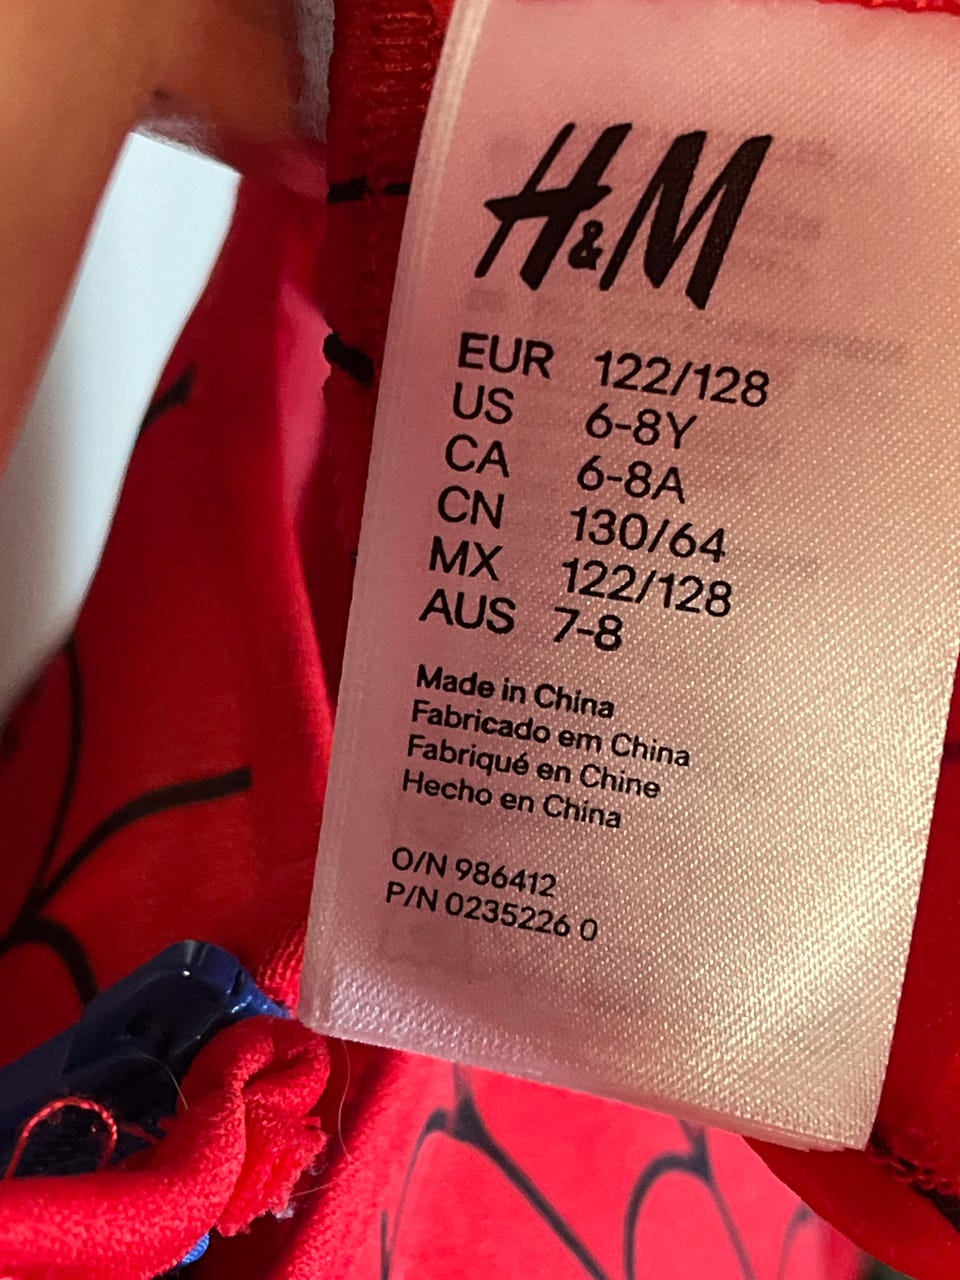 H&M
EUR 122/128
US 6-8Y
CA 6-8A
CN 130/64
MX 122/128
AUS 7-8
Made in China
Fabricado em China
Fabriqué en Chine
Hecho en China
O/N 986412
P/N 0235226 0